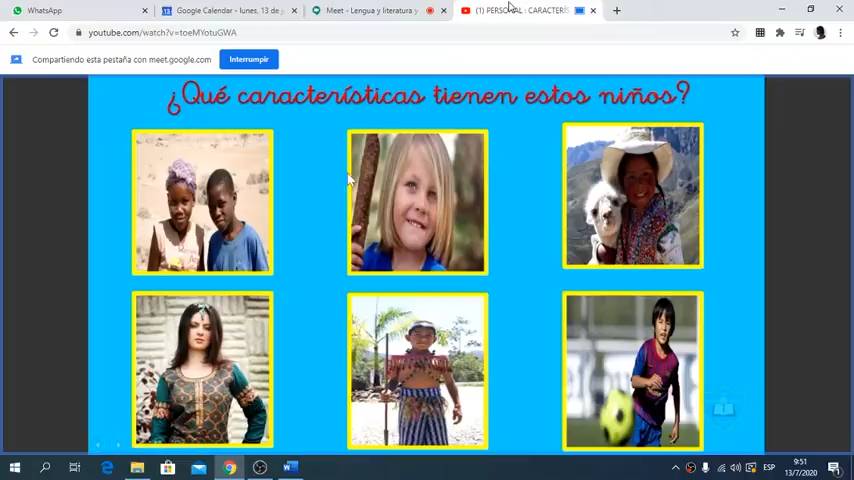 WhatsApp
Google Calendar - lunes, 13 de j
Meet - Lengua y literatura y
(1) PERSONAL : CARACTERÍS
youtube.com/watch?v=toeMYotuGWA
Compartiendo esta pestaña con meet.google.com
Interrumpir
¿Qué características tienen estos niños?
ESP
9:51
13/7/2020